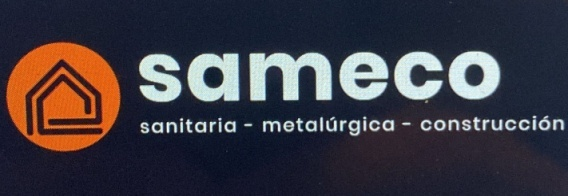 sameco
sanitaria - metalúrgica - construcción